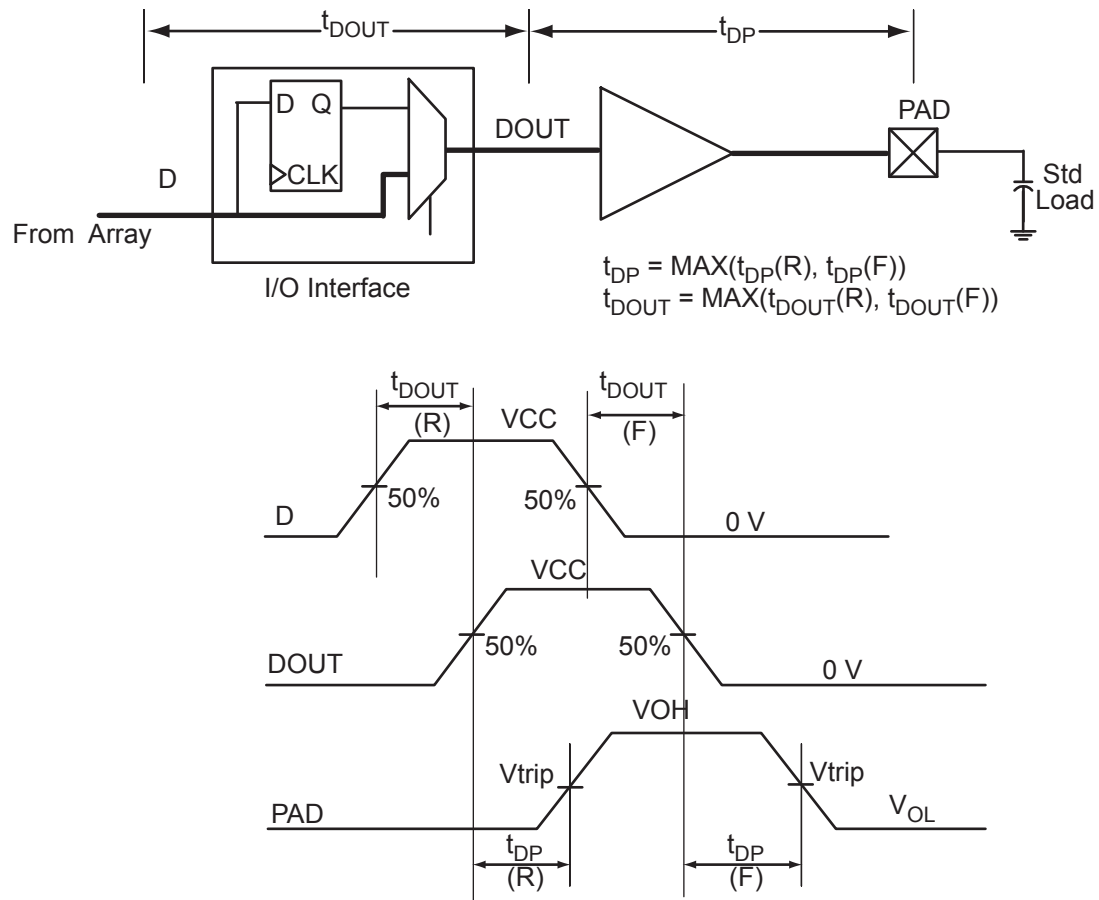 tDOUT
tDP
D Q
CLK
DOUT
PAD
D
Std
Load
From Array
I/O Interface
tDP = MAX(tDP(R), tDP(F))
tDOUT = MAX(tDOUT(R), tDOUT(F))
tDOUT
(R)
VCC
tDOUT
(F)
50%
50%
D
0 V
VCC
50%
50%
DOUT
0 V
VOH
Vtrip
Vtrip
PAD
VOL
tDP
(R)
tDP
(F)